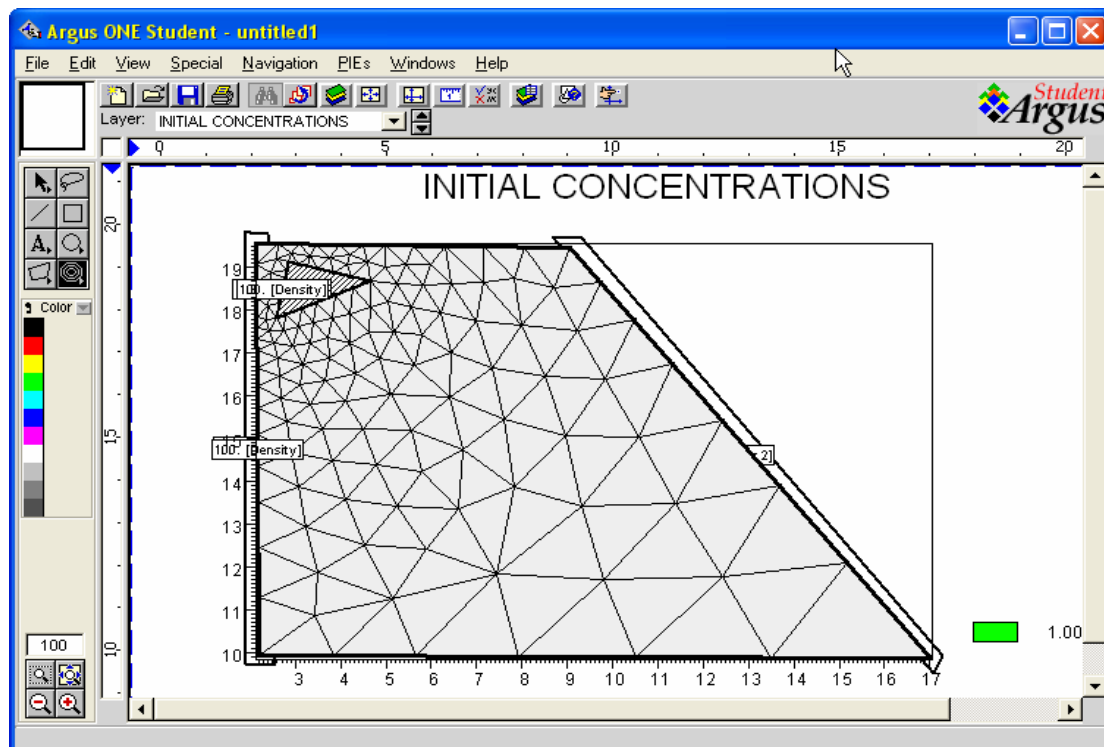 Argus ONE Student - untitled1
File Edit View Special Navigation PIEs Windows Help
Student
Argus
Layer: INITIAL CONCENTRATIONS
0 5 10 15 20
INITIAL CONCENTRATIONS
20
15
10
A
Color
100
19
18
17
16
15
14
13
12
11
10
100. [Density]
100. [Density]
2]
3 4 5 6 7 8 9 10 11 12 13 14 15 16 17
1.00